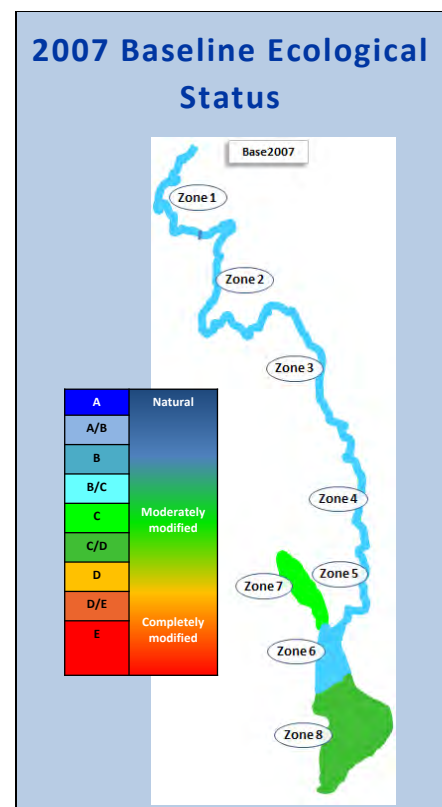 2007 Baseline Ecological
Status
Base2007
Zone 1
Zone 2
Zone 3
A
Natural
A/B
B
B/C
C
Moderately
modified
C/D
D
D/E
E
Completely
modified
Zone 4
Zone 5
Zone 7
Zone 6
Zone 8